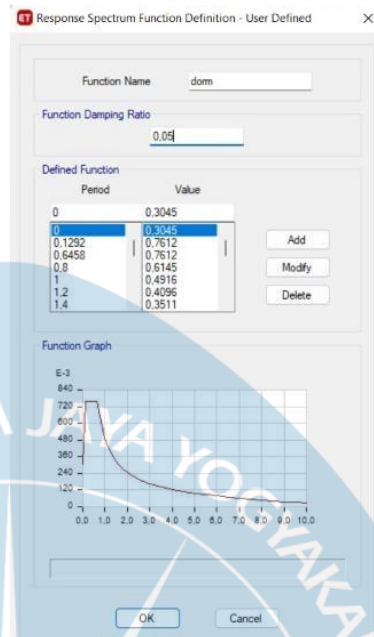 ET Response Spectrum Function Definition - User Defined
Function Name dorm
Function Damping Ratio
0,05
Defined Function
Period Value
0 0,3045
0 0,3045
0,1292 0,7612
0,6458 0,7612
0,8 0,6145
1 0,4916
1,2 0,4096
1,4 0,3511
Add
Modify
Delete
Function Graph
E-3
840
720
600
480
360
240
120
0
0,0 1,0 2,0 3,0 4,0 5,0 6,0 7,0 8,0 9,0 10,0
JAYA YOGYAKA
OK Cancel